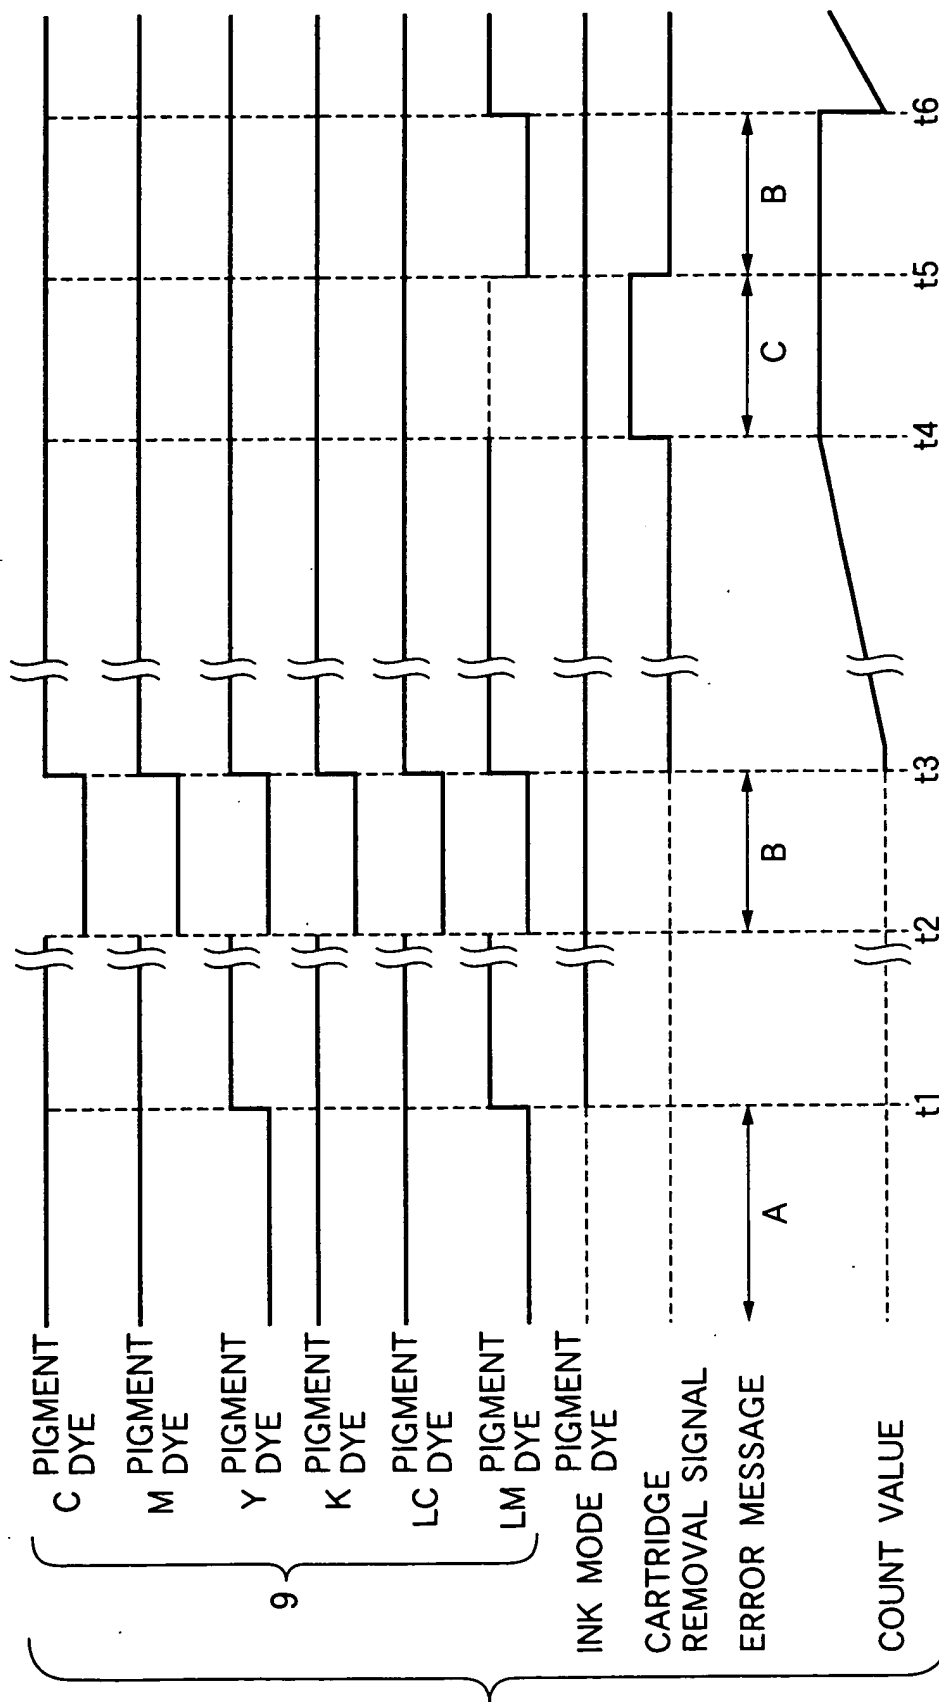 C PIGMENT
DYE
M PIGMENT
DYE
Y PIGMENT
DYE
K PIGMENT
DYE
LC PIGMENT
DYE
LM PIGMENT
DYE
9
INK MODE PIGMENT
DYE
CARTRIDGE
REMOVAL SIGNAL
ERROR MESSAGE
A
B
C
B
COUNT VALUE
t1
t2
t3
t4
t5
t6